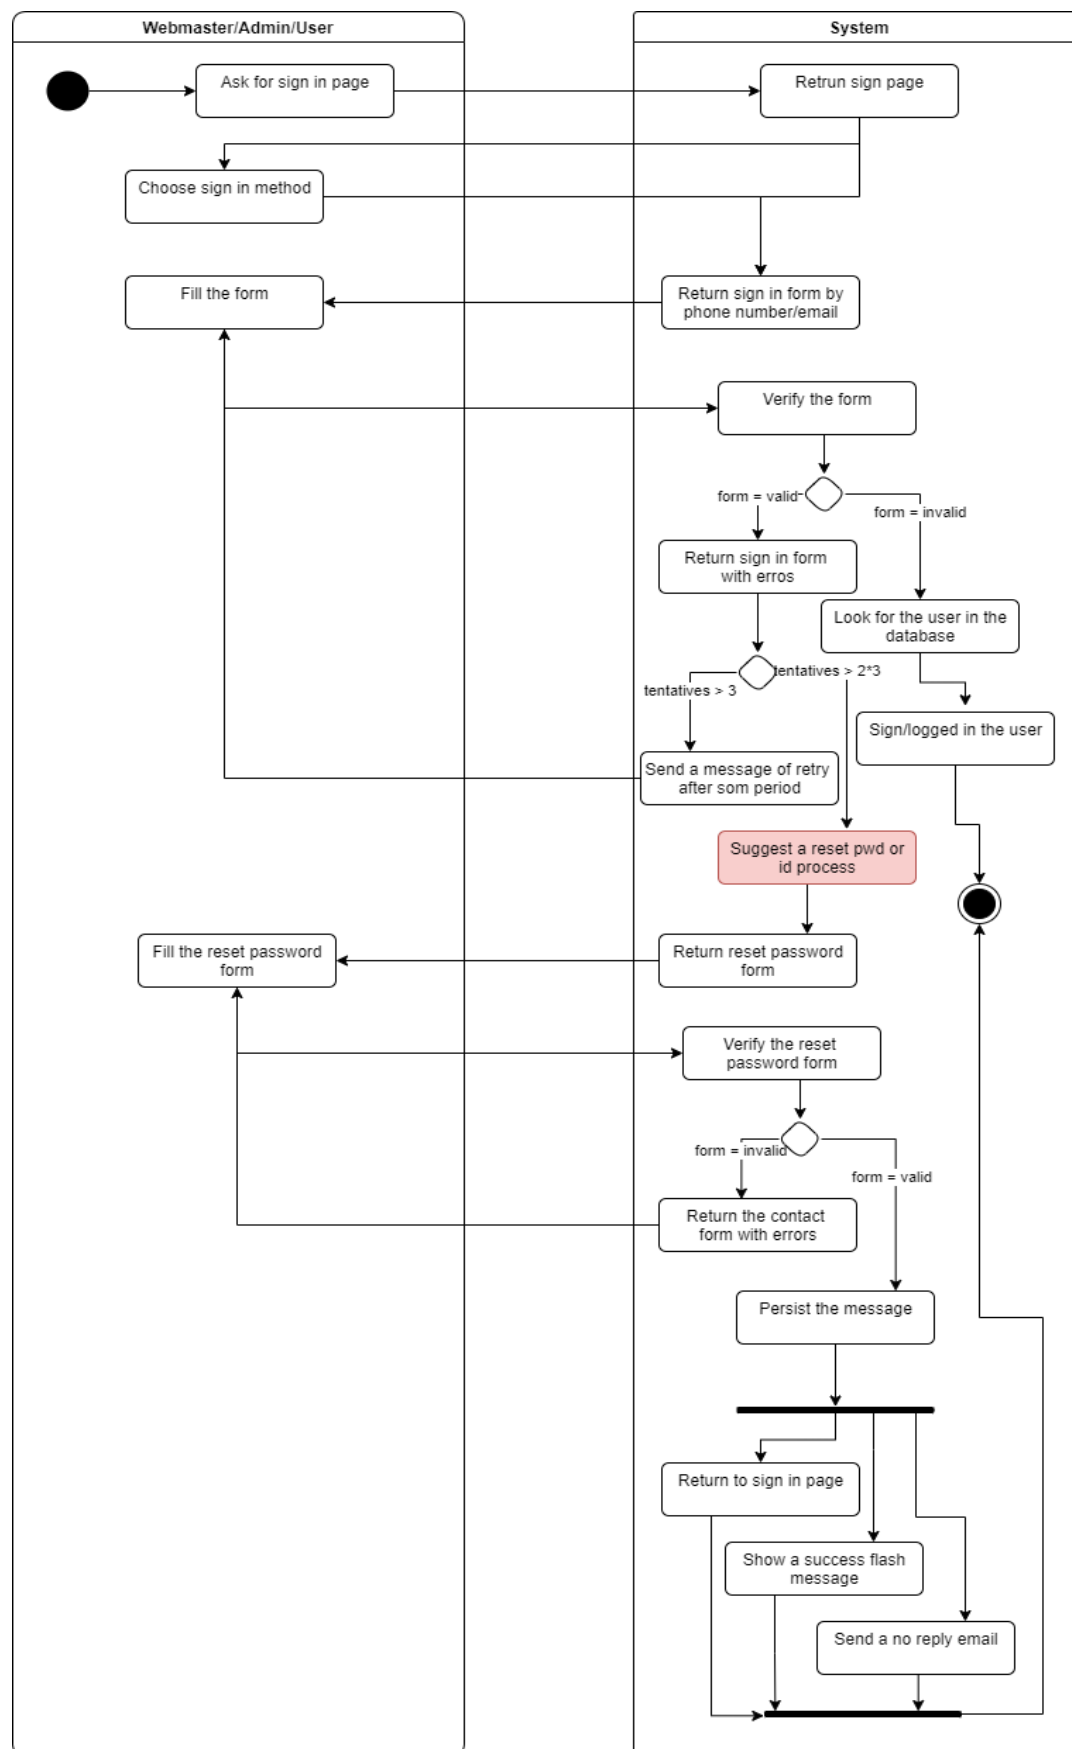 Webmaster/Admin/User
System
Ask for sign in page
Retrun sign page
Choose sign in method
Fill the form
Return sign in form by
phone number/email
Verify the form
form = valid
form = invalid
Return sign in form
with erros
Look for the user in the
database
tentatives > 2*3
tentatives > 3
Sign/logged in the user
Send a message of retry
after som period
Suggest a reset pwd or
id process
Fill the reset password
form
Return reset password
form
Verify the reset
password form
form = invalid
form = valid
Return the contact
form with errors
Persist the message
Return to sign in page
Show a success flash
message
Send a no reply email